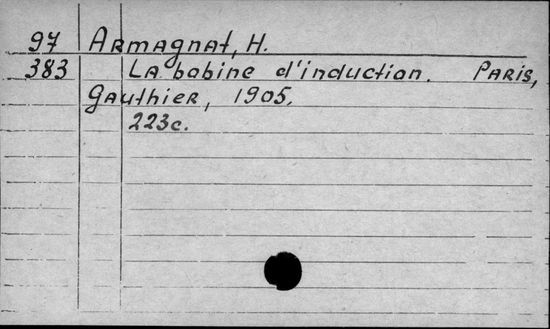 97 Armagnat, H.
383 La bobine d'induction. Paris,
Gauthier, 1905.
223c.